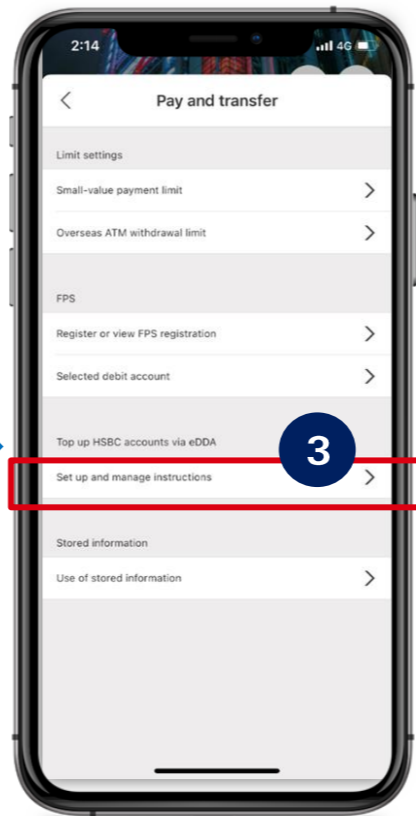 2:14
4G
Pay and transfer
Limit settings
Small-value payment limit
Overseas ATM withdrawal limit
FPS
Register or view FPS registration
Selected debit account
Top up HSBC accounts via eDDA
3
Set up and manage instructions
Stored information
Use of stored information